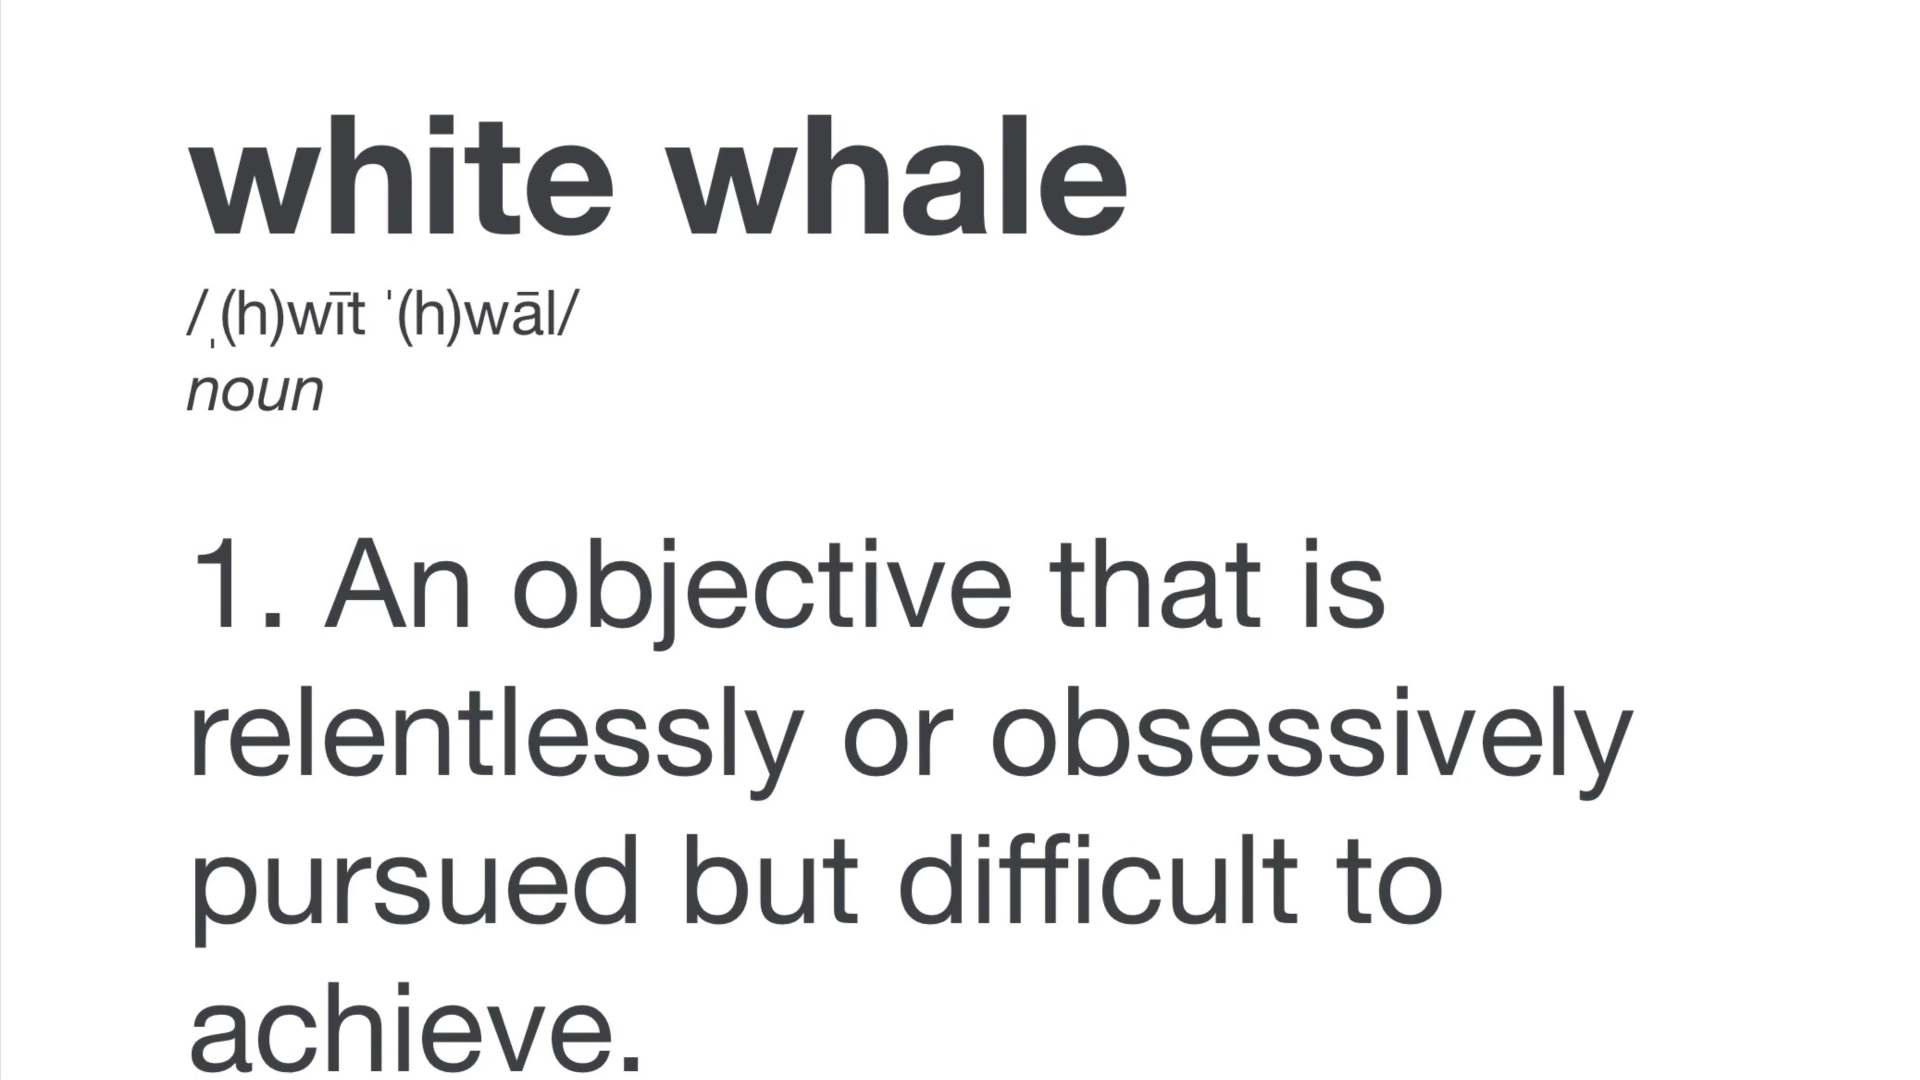 white whale
/ˌ(h)wīt ˈ(h)wāl/
noun
1. An objective that is
relentlessly or obsessively
pursued but difficult to
achieve.